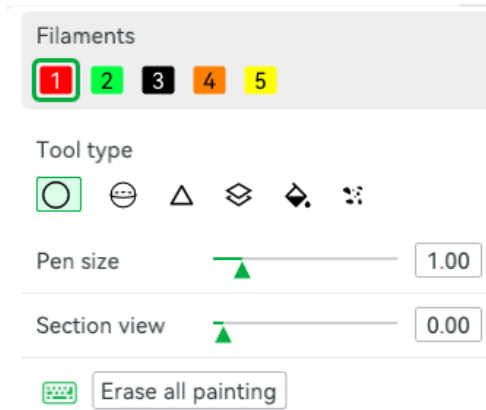 Filaments
1 2 3 4 5
Tool type
Pen size 1.00
Section view 0.00
Erase all painting